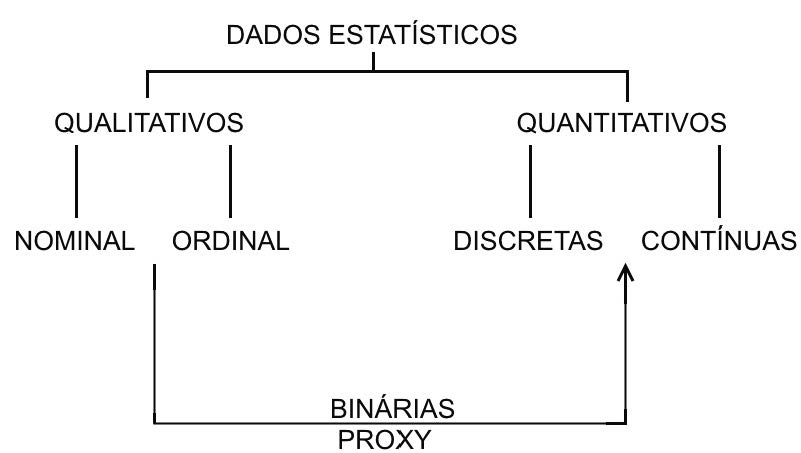 DADOS ESTATÍSTICOS
QUALITATIVOS QUANTITATIVOS
NOMINAL ORDINAL DISCRETAS CONTÍNUAS
BINÁRIAS
PROXY